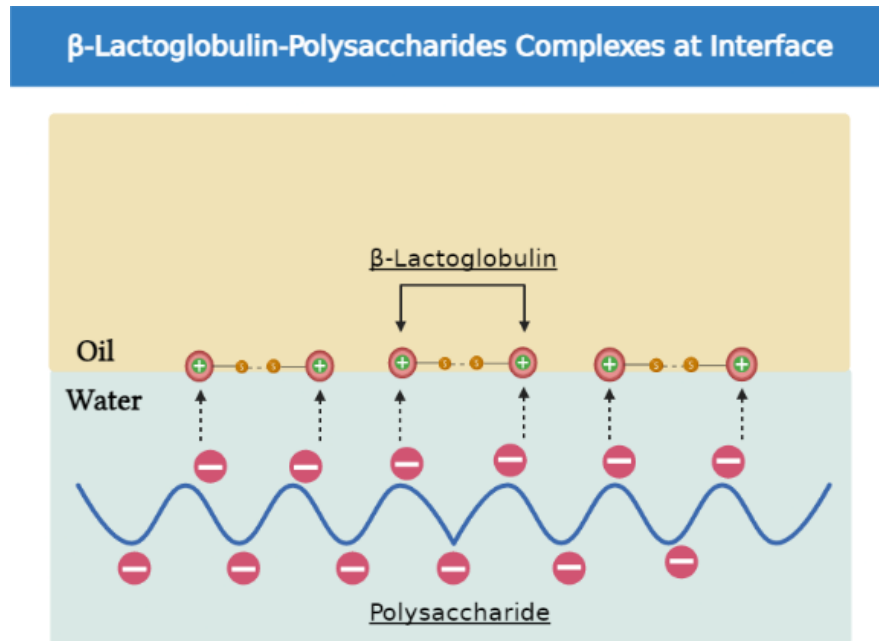 β-Lactoglobulin-Polysaccharides Complexes at Interface
β-Lactoglobulin
Oil
+ S S + + S S + + S S +
Water
Polysaccharide